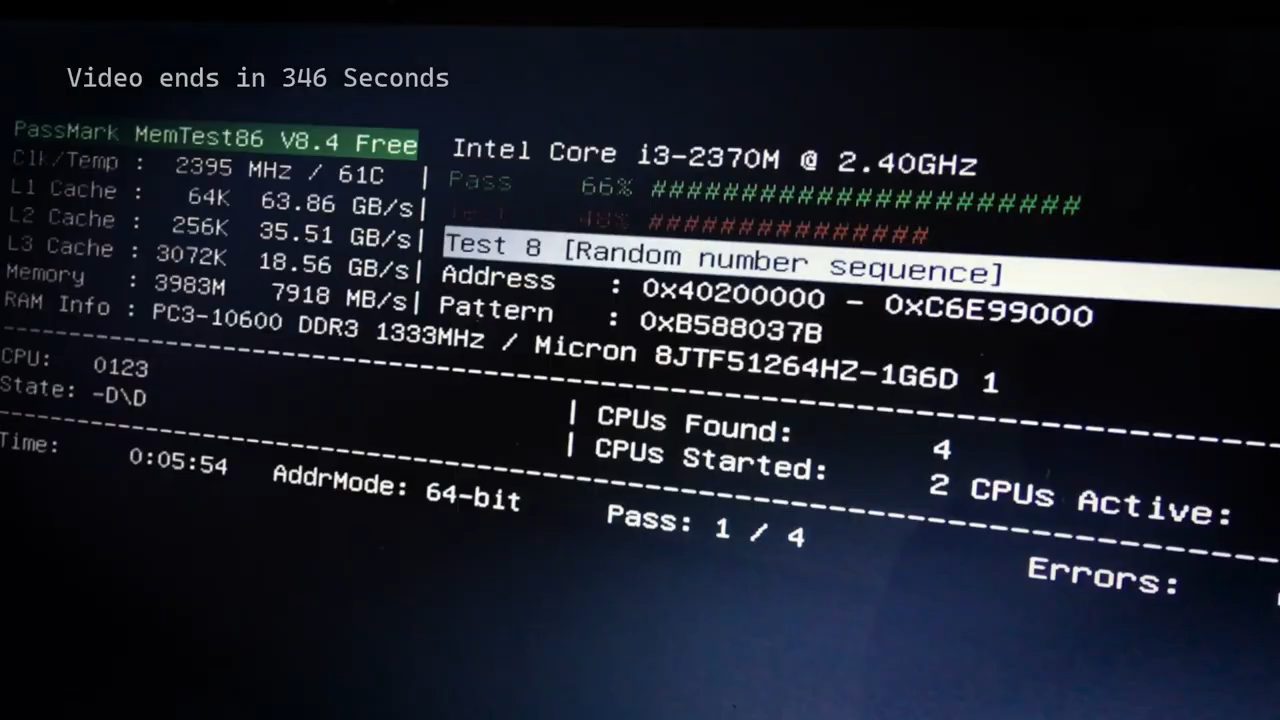 Video ends in 346 Seconds
PassMark MemTest86 V8.4 Free
Intel Core i3-2370M @ 2.40GHz
Clk/Temp : 2395 MHz / 61C |
Pass 66% #######################
L1 Cache : 64K 63.86 GB/s|
Test 48% ###############
L2 Cache : 256K 35.51 GB/s|
Test 8 [Random number sequence]
L3 Cache : 3072K 18.56 GB/s|
Address : 0x40200000 - 0xC6E99000
Memory : 3983M 7918 MB/s|
Pattern : 0xB588037B
RAM Info : PC3-10600 DDR3 1333MHz / Micron 8JTF51264HZ-1G6D 1
CPU: 0123
| CPUs Found: 4
State: -D\D
| CPUs Started: 2 CPUs Active:
Time: 0:05:54 AddrMode: 64-bit Pass: 1 / 4 Errors: